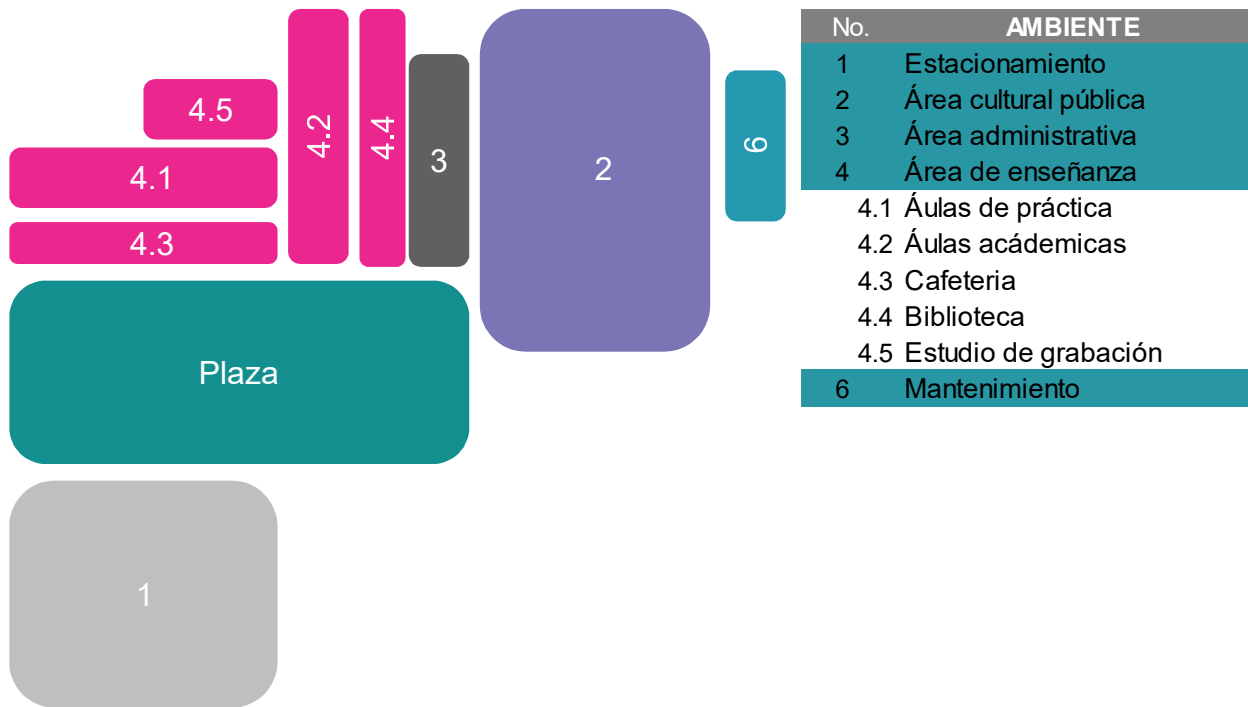 4.5
4.1
4.3
4.2
4.4
3
2
6
Plaza
1
No. AMBIENTE
1 Estacionamiento
2 Área cultural pública
3 Área administrativa
4 Área de enseñanza
4.1 Áulas de práctica
4.2 Áulas acádemicas
4.3 Cafeteria
4.4 Biblioteca
4.5 Estudio de grabación
6 Mantenimiento